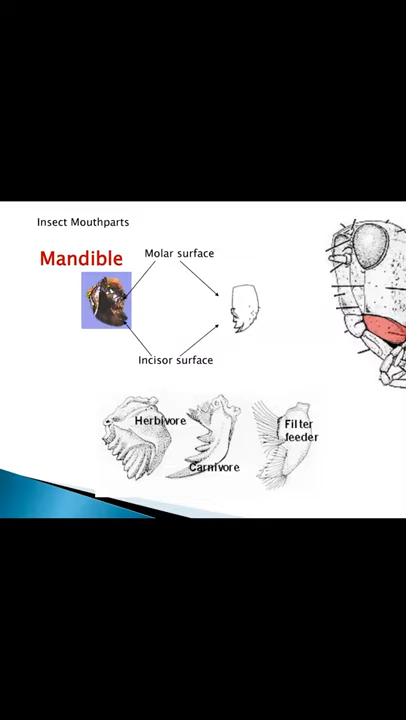 Insect Mouthparts
Mandible
Molar surface
Incisor surface
Herbivore
Carnivore
Filter
feeder